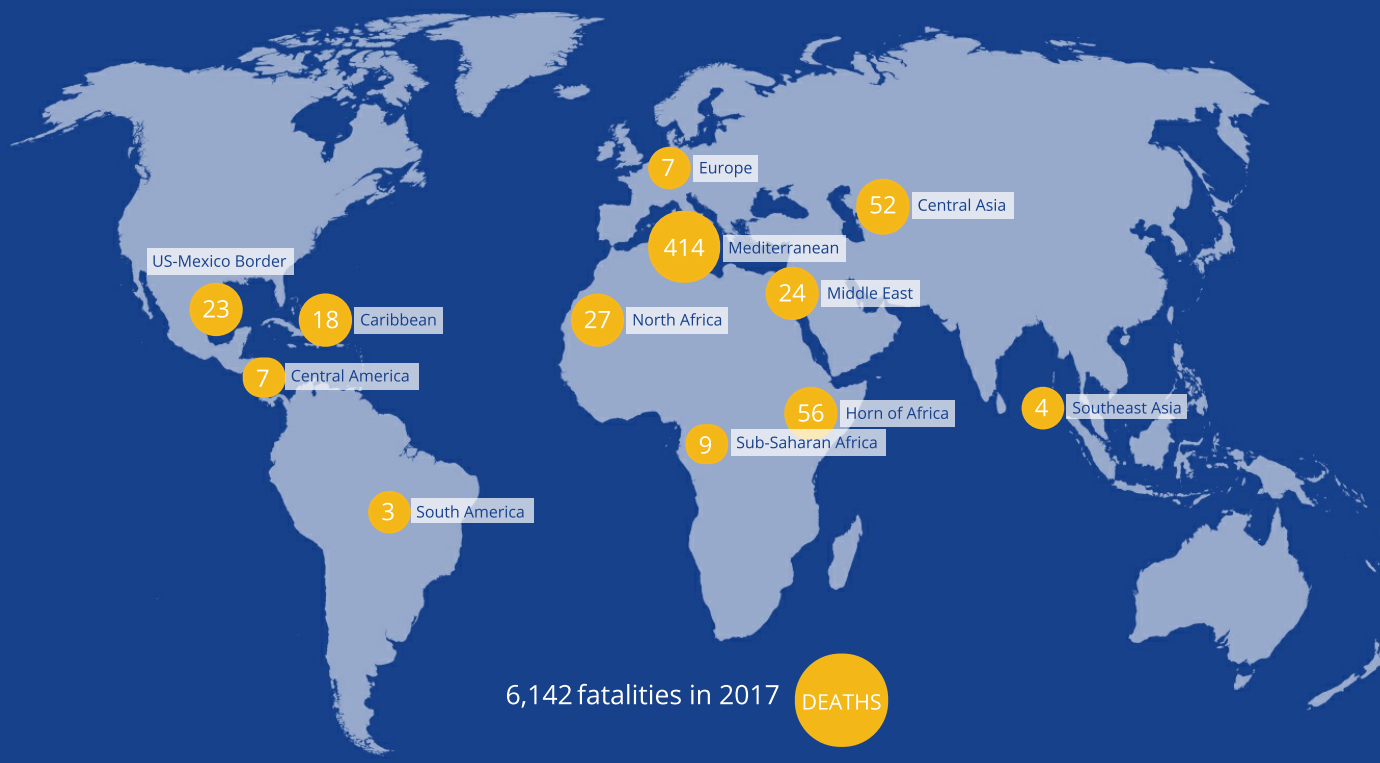 7 Europe
52 Central Asia
414 Mediterranean
US-Mexico Border
23
24 Middle East
18 Caribbean
27 North Africa
7 Central America
56 Horn of Africa
4 Southeast Asia
9 Sub-Saharan Africa
3 South America
6,142 fatalities in 2017
DEATHS